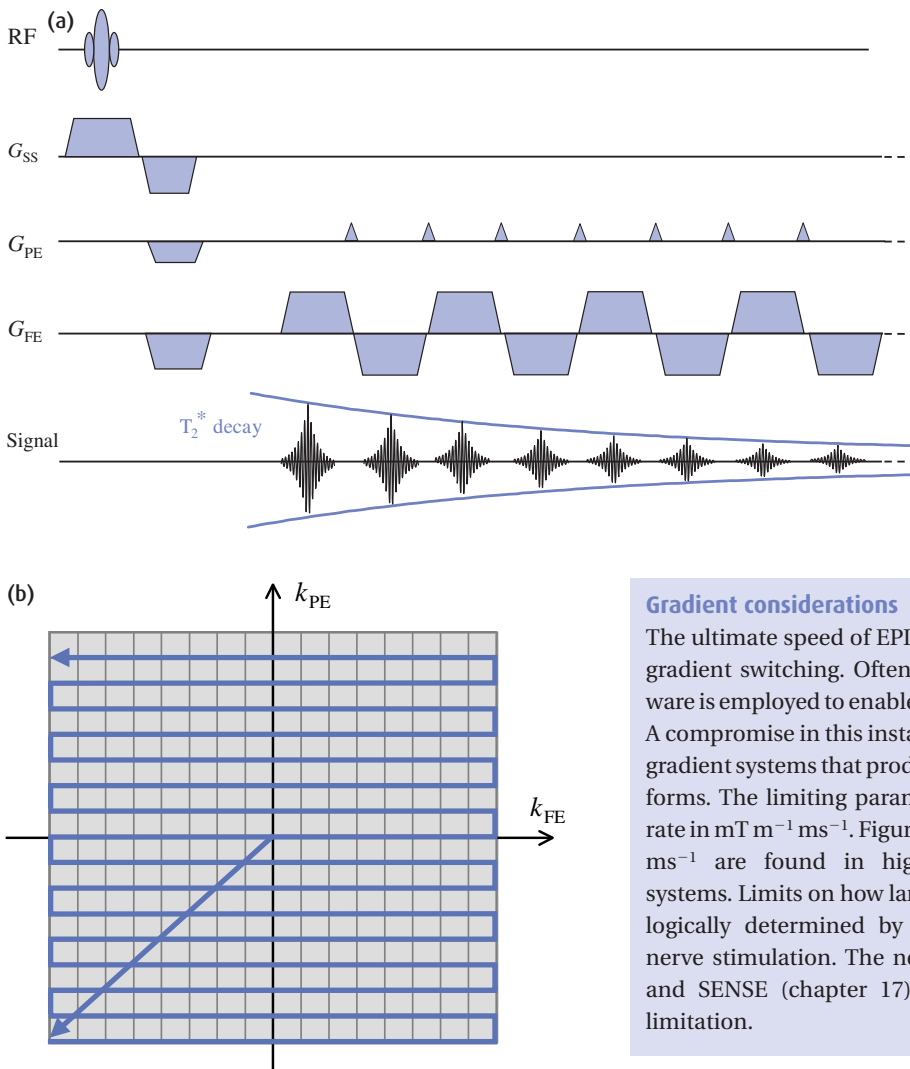 (a)
RF
G_SS
G_PE
G_FE
T₂* decay
Signal
(b)
k_PE
k_FE
Gradient considerations
The ultimate speed of EPI
gradient switching. Often
ware is employed to enable
A compromise in this insta
gradient systems that prod
forms. The limiting param
rate in mT m⁻¹ ms⁻¹. Figur
ms⁻¹ are found in hig
systems. Limits on how lar
logically determined by
nerve stimulation. The ne
and SENSE (chapter 17)
limitation.